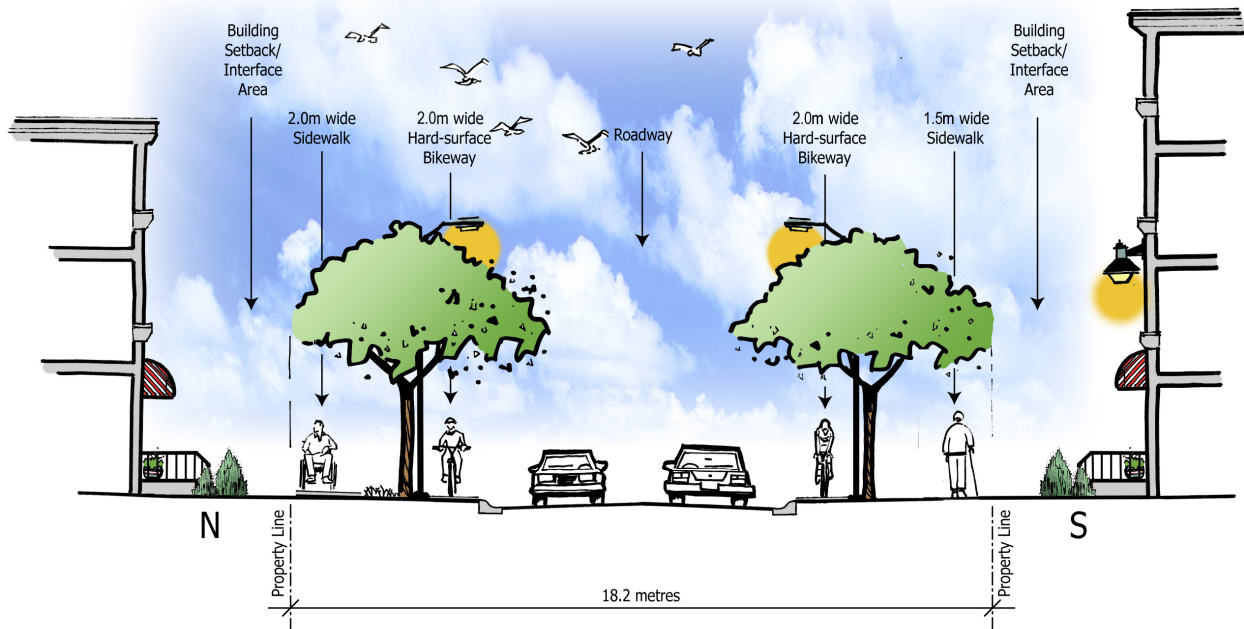 Building
Setback/
Interface
Area
2.0m wide
Sidewalk
2.0m wide
Hard-surface
Bikeway
Roadway
2.0m wide
Hard-surface
Bikeway
1.5m wide
Sidewalk
Building
Setback/
Interface
Area
N
Property Line
18.2 metres
Property Line
S